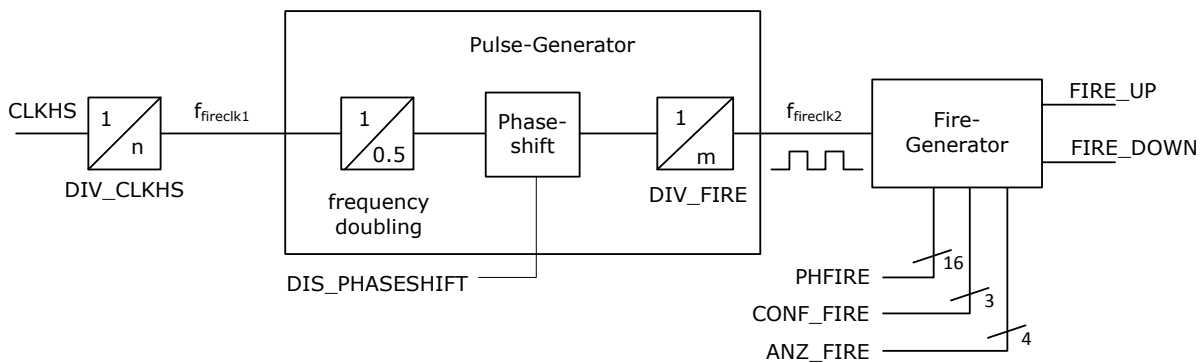 Pulse-Generator
CLKHS
1
n
DIV_CLKHS
ffireclk1
1
0.5
frequency
doubling
Phase-
shift
1
m
DIV_FIRE
ffireclk2
Fire-
Generator
FIRE_UP
FIRE_DOWN
DIS_PHASESHIFT
PHFIRE
16
CONF_FIRE
3
ANZ_FIRE
4